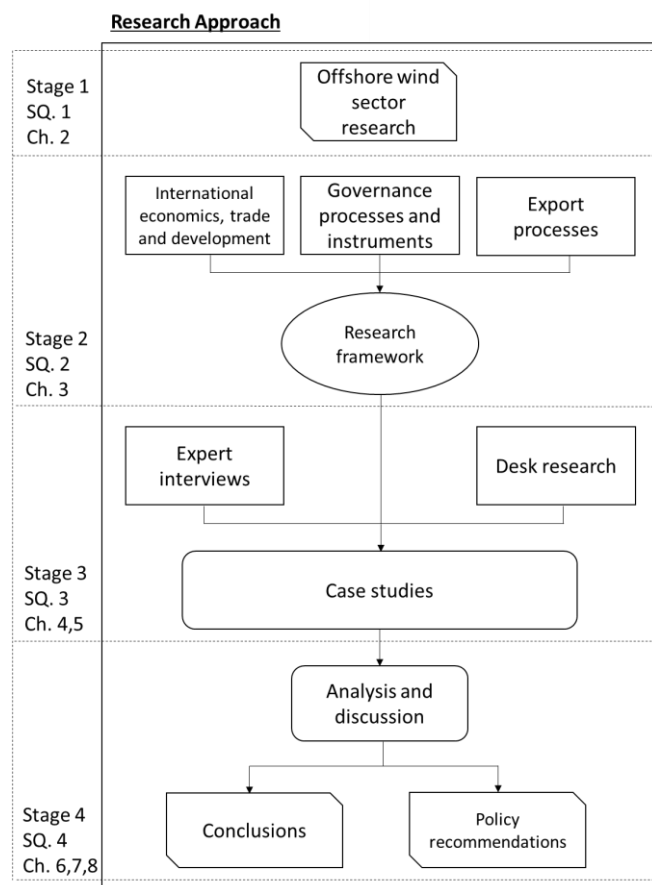 Research Approach
Stage 1
SQ. 1
Ch. 2
Offshore wind
sector
research
International
economics, trade
and development
Governance
processes and
instruments
Export
processes
Stage 2
SQ. 2
Ch. 3
Research
framework
Expert
interviews
Desk research
Stage 3
SQ. 3
Ch. 4,5
Case studies
Analysis and
discussion
Stage 4
SQ. 4
Ch. 6,7,8
Conclusions
Policy
recommendations